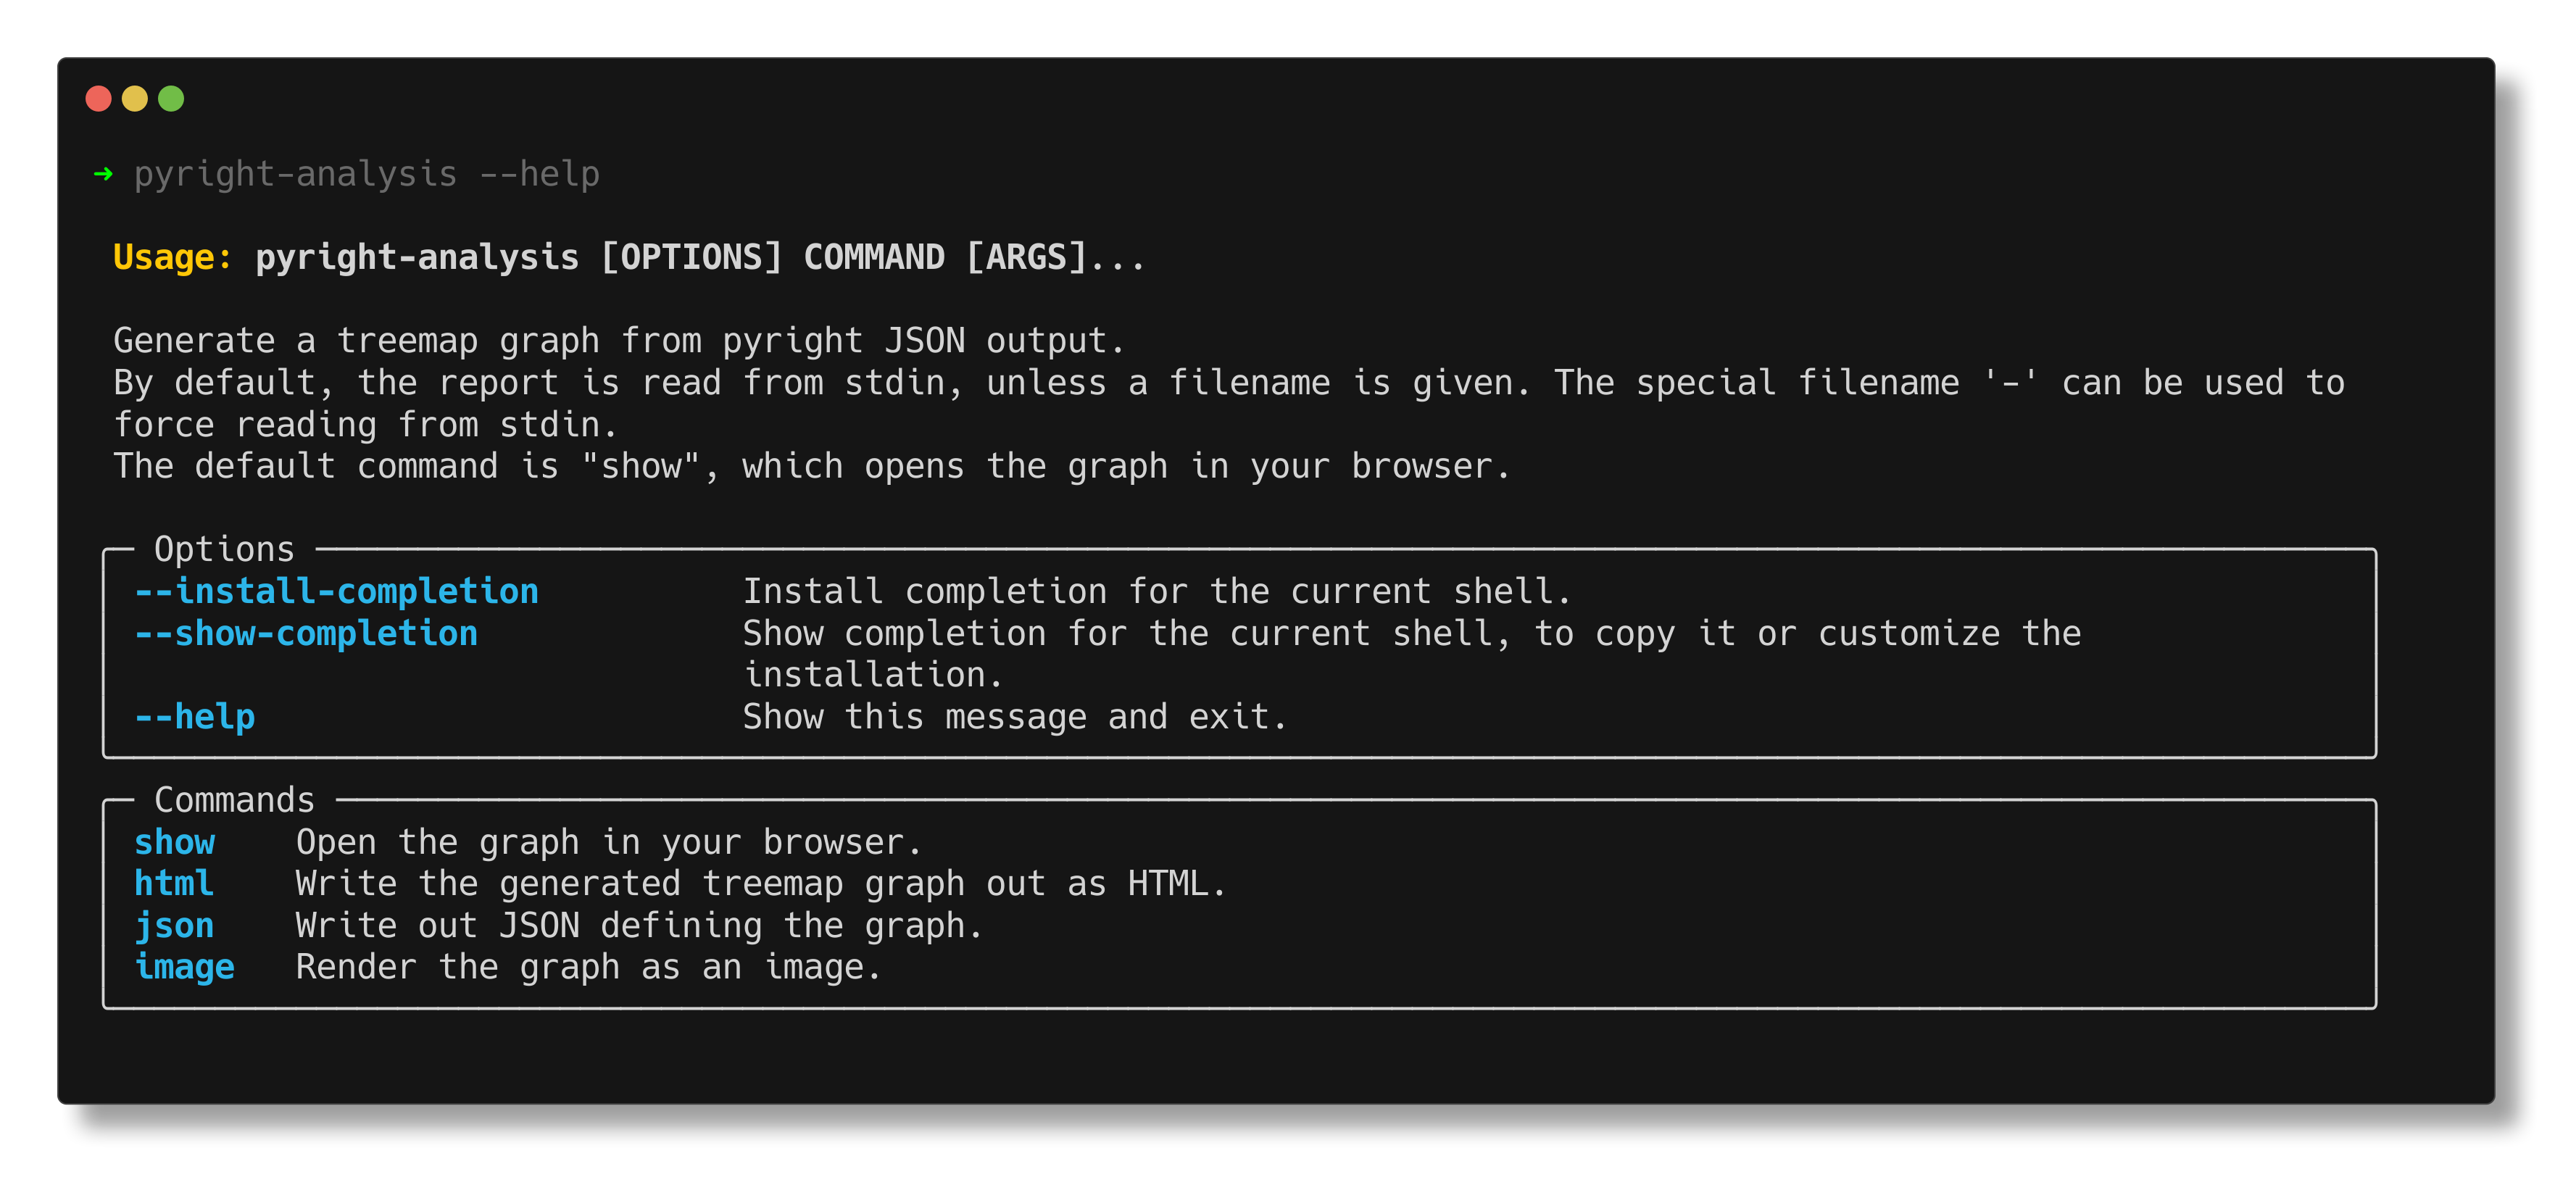 → pyright-analysis --help
Usage: pyright-analysis [OPTIONS] COMMAND [ARGS]...
Generate a treemap graph from pyright JSON output.
By default, the report is read from stdin, unless a filename is given. The special filename '-' can be used to
force reading from stdin.
The default command is "show", which opens the graph in your browser.
Options
--install-completion Install completion for the current shell.
--show-completion Show completion for the current shell, to copy it or customize the
installation.
--help Show this message and exit.
Commands
show Open the graph in your browser.
html Write the generated treemap graph out as HTML.
json Write out JSON defining the graph.
image Render the graph as an image.